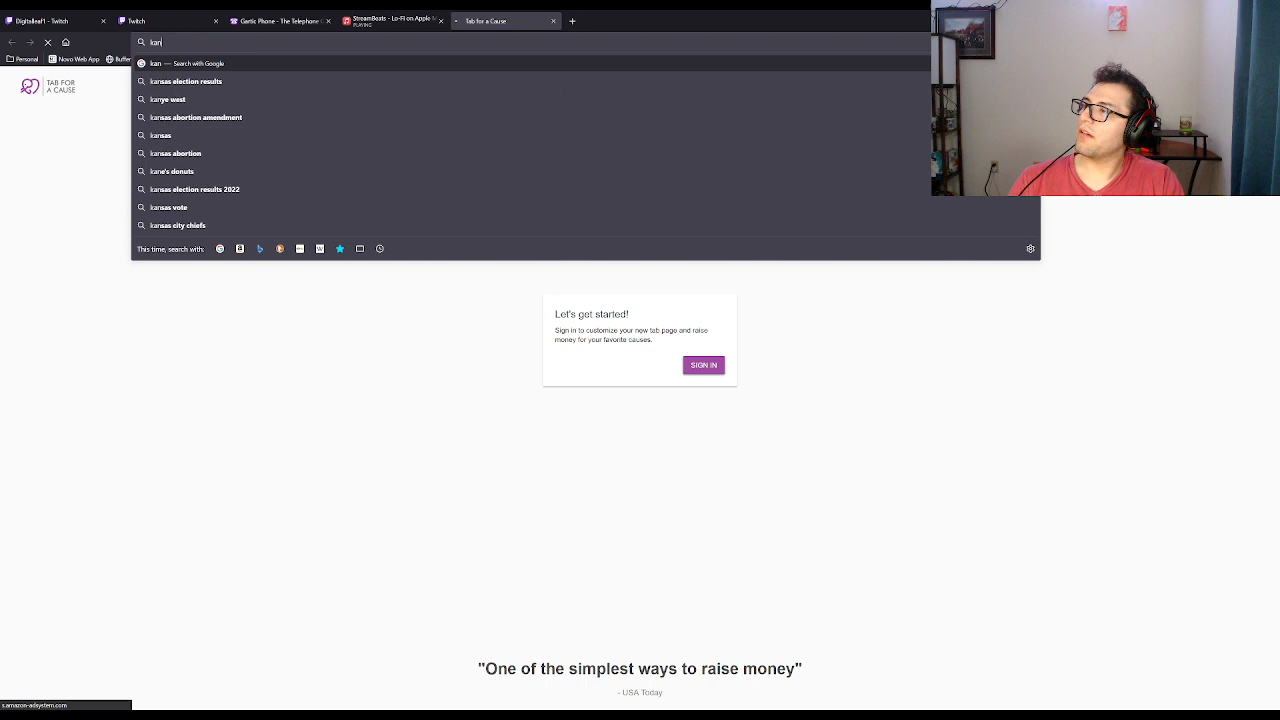 Digitalleaf1 - Twitch
Twitch
Gartic Phone - The Telephone G
StreamBeats - Lo-Fi on Apple M
PLAYING
Tab for a Cause
kan
Personal
Novo Web App
Buffer
kan — Search with Google
kansas election results
kanye west
kansas abortion amendment
kansas
kansas abortion
kane's donuts
kansas election results 2022
kansas vote
kansas city chiefs
This time, search with:
TAB FOR
A CAUSE
Let's get started!
Sign in to customize your new tab page and raise
money for your favorite causes.
SIGN IN
"One of the simplest ways to raise money"
- USA Today
s.amazon-adsystem.com